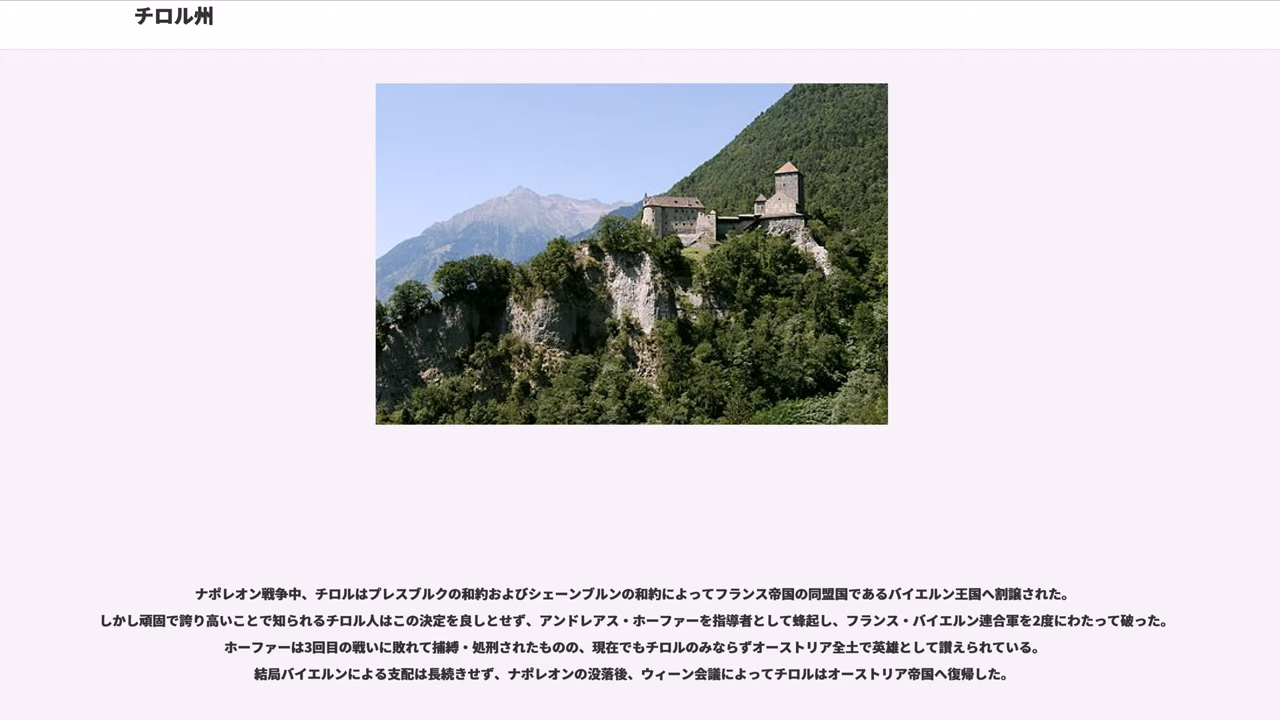 チロル州
ナポレオン戦争中、チロルはプレスブルクの和約およびシェーンブルンの和約によってフランス帝国の同盟国であるバイエルン王国へ割譲された。
しかし頑固で誇り高いことで知られるチロル人はこの決定を良しとせず、アンドレアス・ホーファーを指導者として蜂起し、フランス・バイエルン連合軍を2度にわたって破った。
ホーファーは3回目の戦いに敗れて捕縛・処刑されたものの、現在でもチロルのみならずオーストリア全土で英雄として讃えられている。
結局バイエルンによる支配は長続きせず、ナポレオンの没落後、ウィーン会議によってチロルはオーストリア帝国へ復帰した。